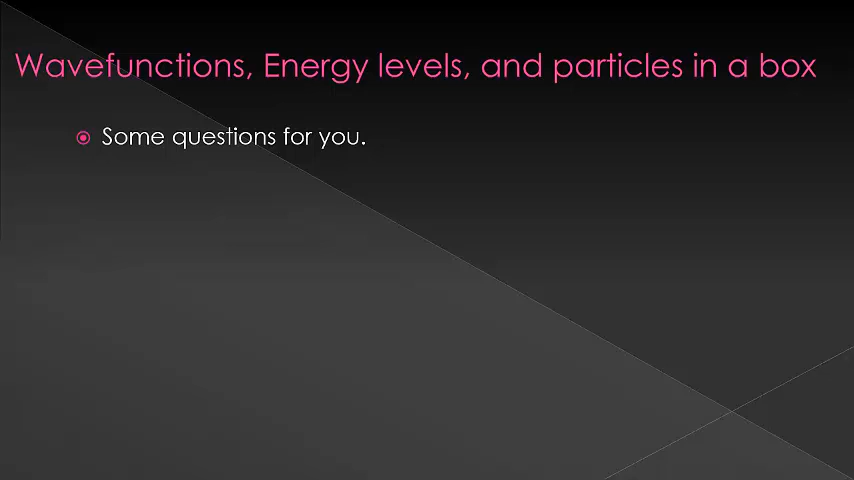 Wavefunctions, Energy levels, and particles in a box
Some questions for you.